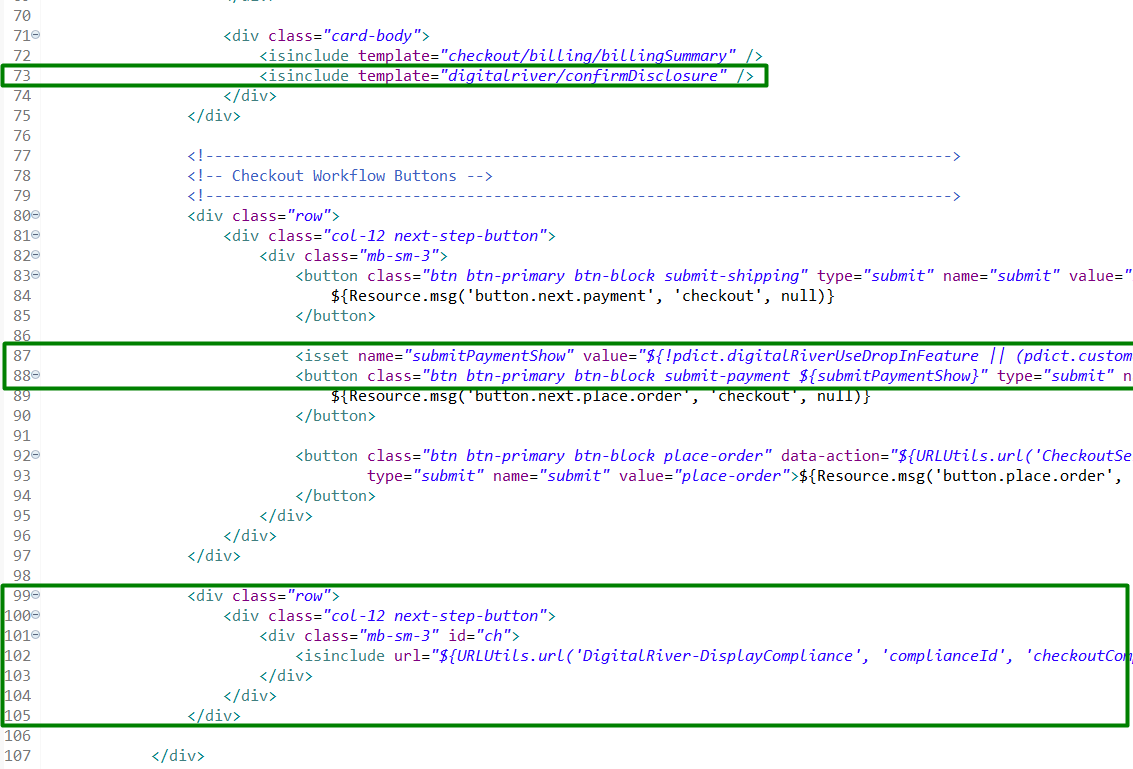 70
71 <div class="card-body">
72 <isinclude template="checkout/billing/billingSummary" />
73 <isinclude template="digitalriver/confirmDisclosure" />
74 </div>
75 </div>
76
77 <!----------------------------------------------------------------------------------->
78 <!-- Checkout Workflow Buttons -->
79 <!----------------------------------------------------------------------------------->
80 <div class="row">
81 <div class="col-12 next-step-button">
82 <div class="mb-sm-3">
83 <button class="btn btn-primary btn-block submit-shipping" type="submit" name="submit" value="
84 ${Resource.msg('button.next.payment', 'checkout', null)}
85 </button>
86
87 <isset name="submitPaymentShow" value="${!pdict.digitalRiverUseDropInFeature || (pdict.custom
88 <button class="btn btn-primary btn-block submit-payment ${submitPaymentShow}" type="submit" n
89 ${Resource.msg('button.next.place.order', 'checkout', null)}
90 </button>
91
92 <button class="btn btn-primary btn-block place-order" data-action="${URLUtils.url('CheckoutSe
93 type="submit" name="submit" value="place-order">${Resource.msg('button.place.order',
94 </button>
95 </div>
96 </div>
97 </div>
98
99 <div class="row">
100 <div class="col-12 next-step-button">
101 <div class="mb-sm-3" id="ch">
102 <isinclude url="${URLUtils.url('DigitalRiver-DisplayCompliance', 'complianceId', 'checkoutCom
103 </div>
104 </div>
105 </div>
106
107 </div>